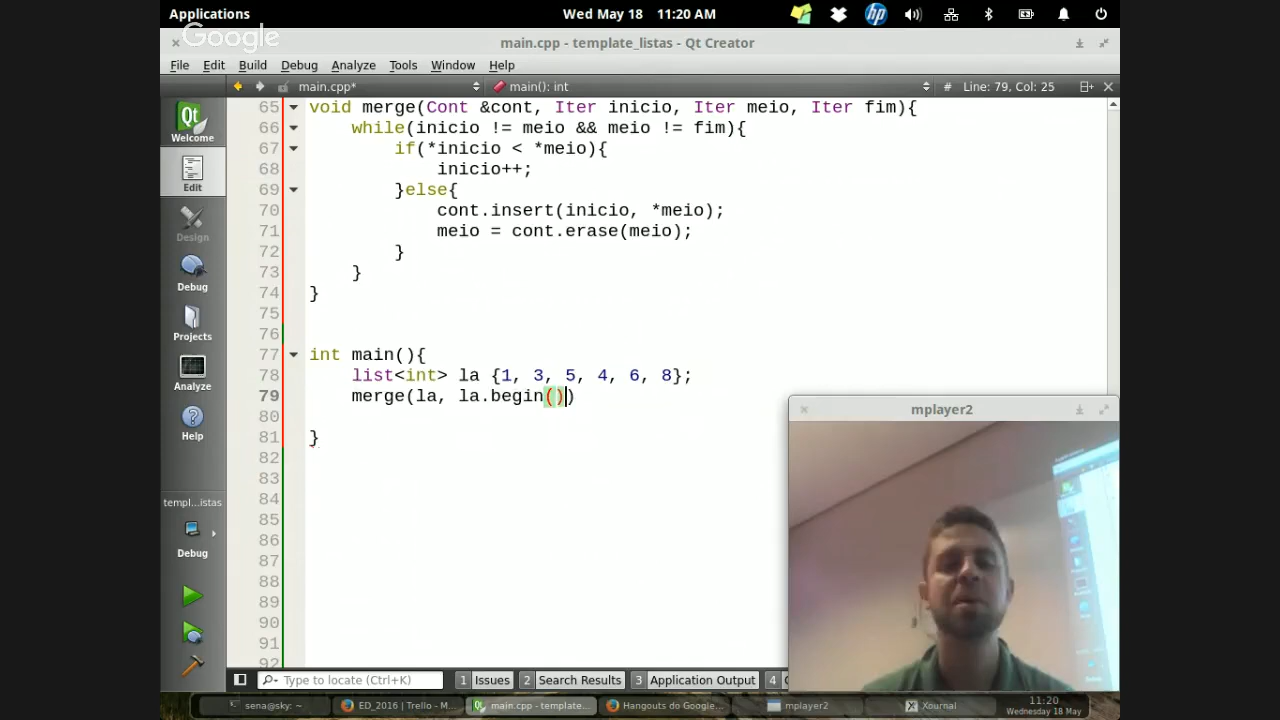 Applications
Wed May 18 11:20 AM
Google
main.cpp - template_listas - Qt Creator
File Edit Build Debug Analyze Tools Window Help
main.cpp* main(): int # Line: 79, Col: 25
Welcome
Edit
Design
Debug
Projects
Analyze
Help
templ...istas
Debug
65 void merge(Cont &cont, Iter inicio, Iter meio, Iter fim){
66 while(inicio != meio && meio != fim){
67 if(*inicio < *meio){
68 inicio++;
69 }else{
70 cont.insert(inicio, *meio);
71 meio = cont.erase(meio);
72 }
73 }
74 }
75
76
77 int main(){
78 list<int> la {1, 3, 5, 4, 6, 8};
79 merge(la, la.begin())
80
81 }
82
83
84
85
86
87
88
89
90
91
92
mplayer2
Type to locate (Ctrl+K) 1 Issues 2 Search Results 3 Application Output 4
sena@sky: ~ ED_2016 | Trello - M... main.cpp - template... Hangouts do Google... mplayer2 Xournal
11:20
Wednesday 18 May